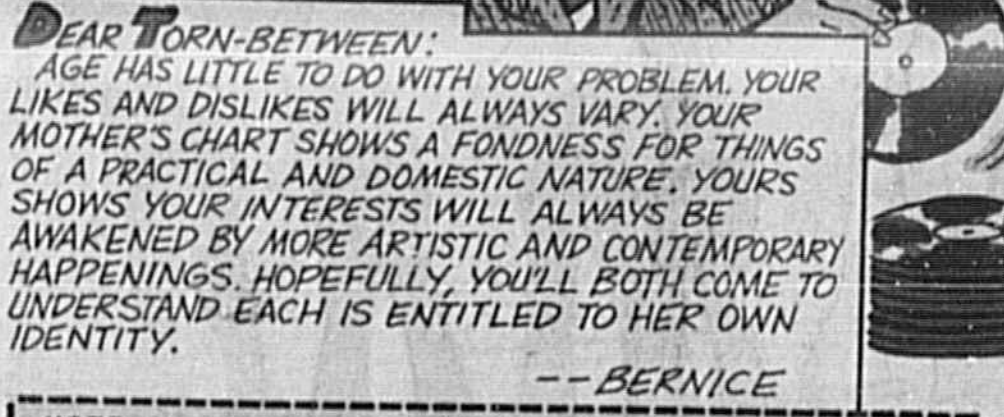 DEAR TORN-BETWEEN:
AGE HAS LITTLE TO DO WITH YOUR PROBLEM. YOUR
LIKES AND DISLIKES WILL ALWAYS VARY. YOUR
MOTHER'S CHART SHOWS A FONDNESS FOR THINGS
OF A PRACTICAL AND DOMESTIC NATURE. YOURS
SHOWS YOUR INTERESTS WILL ALWAYS BE
AWAKENED BY MORE ARTISTIC AND CONTEMPORARY
HAPPENINGS. HOPEFULLY, YOU'LL BOTH COME TO
UNDERSTAND EACH IS ENTITLED TO HER OWN
IDENTITY.
--BERNICE